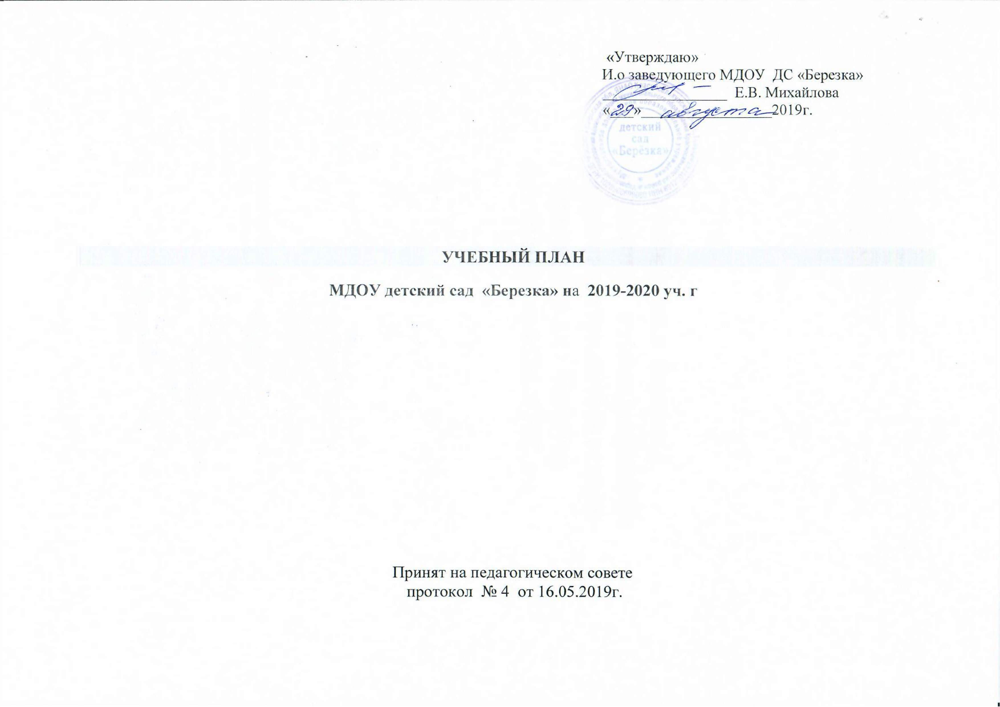 «Утверждаю»
И.о заведующего МДОУ ДС «Березка»
Е.В. Михайлова
«29» августа 2019г.
детский
сад
«Берёзка»
УЧЕБНЫЙ ПЛАН
МДОУ детский сад «Березка» на 2019-2020 уч. г
Принят на педагогическом совете
протокол № 4 от 16.05.2019г.